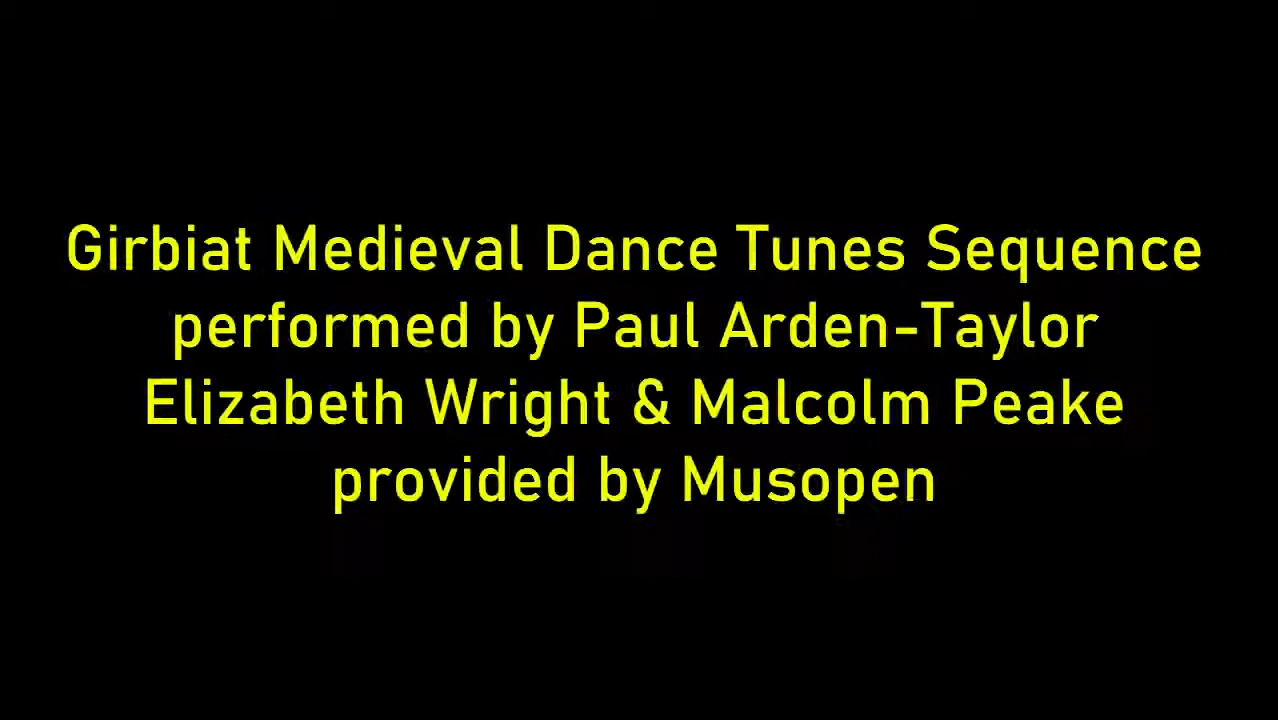 Girbiat Medieval Dance Tunes Sequence
performed by Paul Arden-Taylor
Elizabeth Wright & Malcolm Peake
provided by Musopen